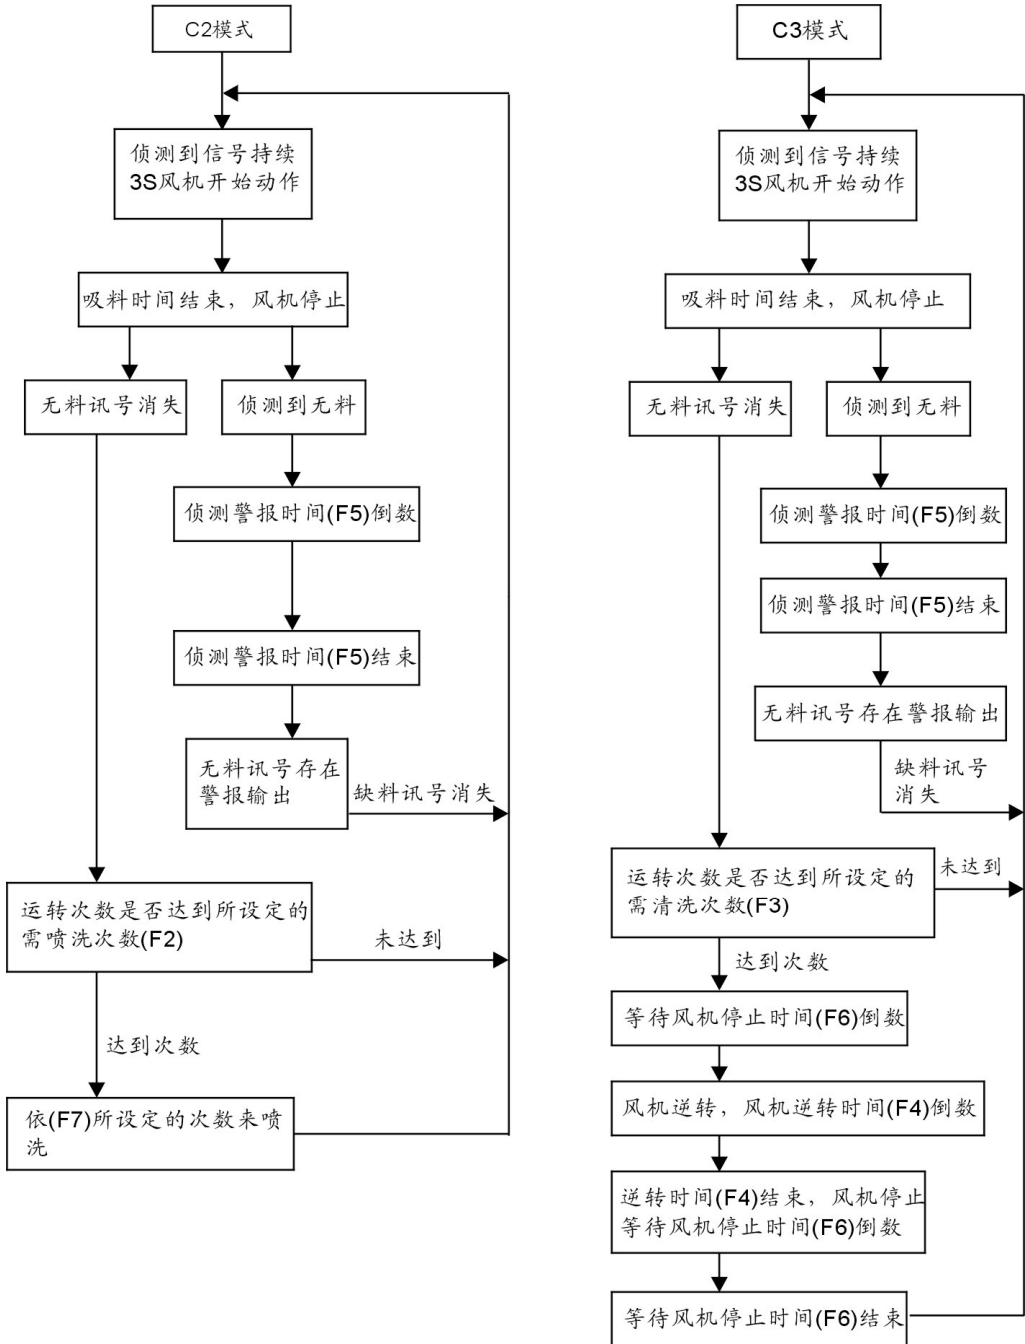 C2模式
侦测到信号持续
3S风机开始动作
吸料时间结束，风机停止
无料讯号消失
侦测到无料
侦测警报时间(F5)倒数
侦测警报时间(F5)结束
无料讯号存在
警报输出
缺料讯号消失
运转次数是否达到所设定的
需喷洗次数(F2)
未达到
达到次数
依(F7)所设定的次数来喷
洗
C3模式
侦测到信号持续
3S风机开始动作
吸料时间结束，风机停止
无料讯号消失
侦测到无料
侦测警报时间(F5)倒数
侦测警报时间(F5)结束
无料讯号存在警报输出
缺料讯号
消失
运转次数是否达到所设定的
需清洗次数(F3)
未达到
达到次数
等待风机停止时间(F6)倒数
风机逆转，风机逆转时间(F4)倒数
逆转时间(F4)结束，风机停止
等待风机停止时间(F6)倒数
等待风机停止时间(F6)结束